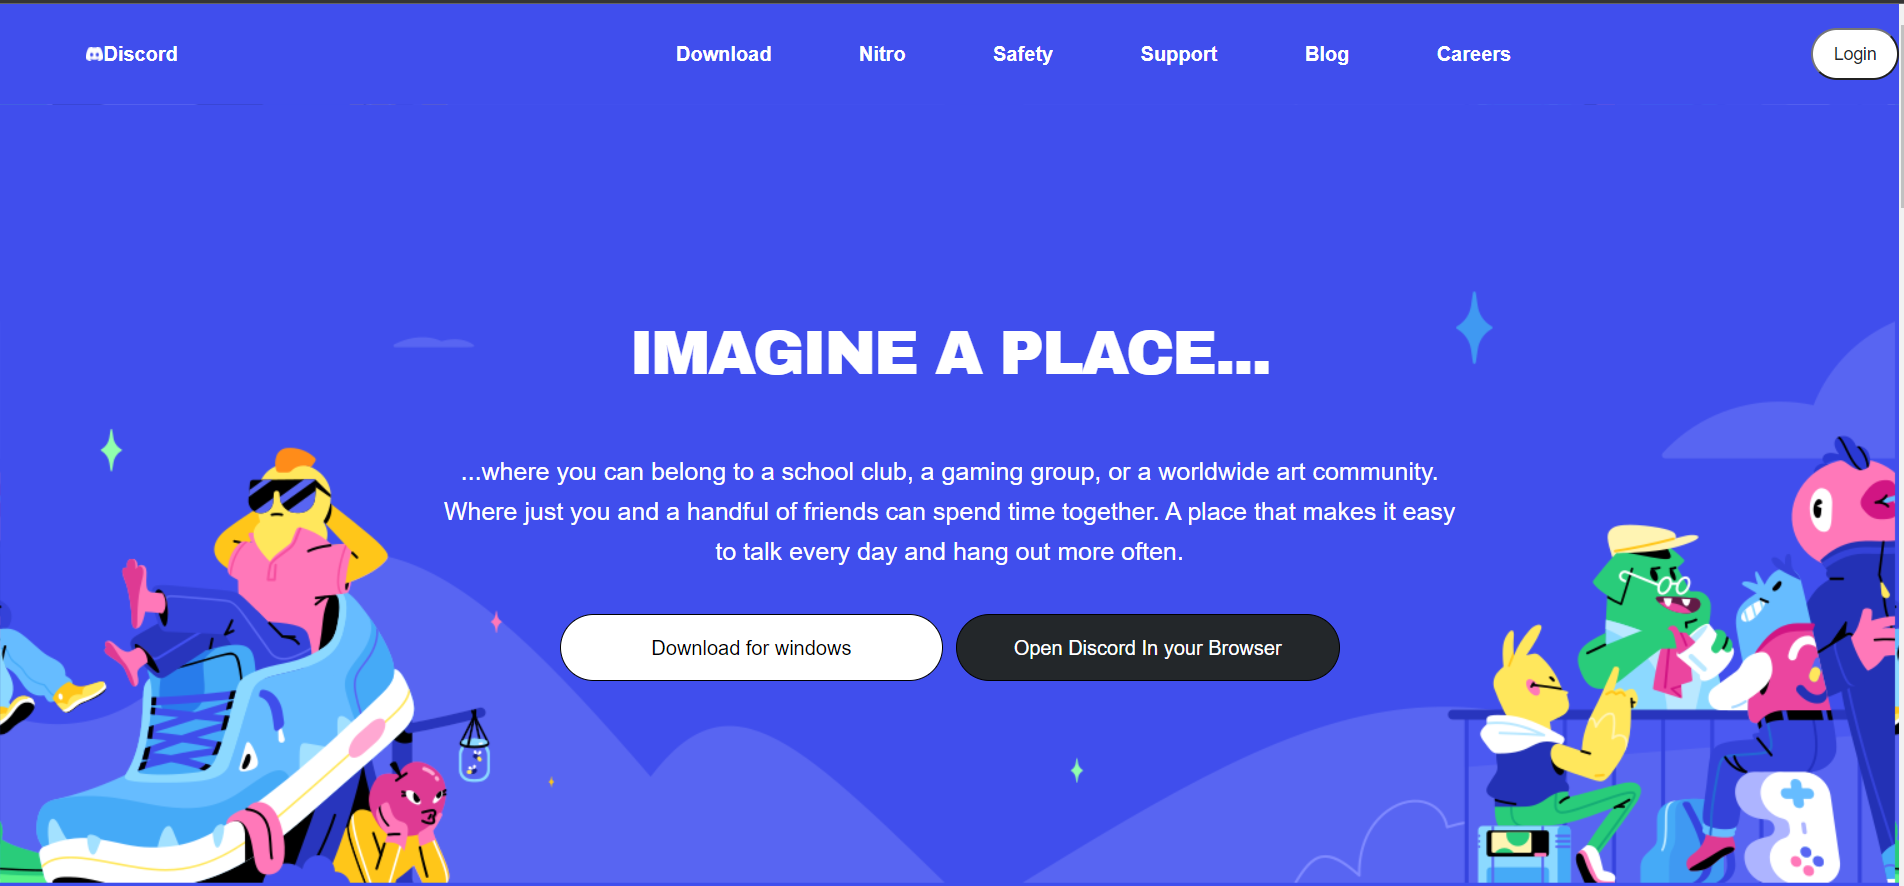 Discord
Download
Nitro
Safety
Support
Blog
Careers
Login
IMAGINE A PLACE...
...where you can belong to a school club, a gaming group, or a worldwide art community.
Where just you and a handful of friends can spend time together. A place that makes it easy
to talk every day and hang out more often.
Download for windows
Open Discord In your Browser